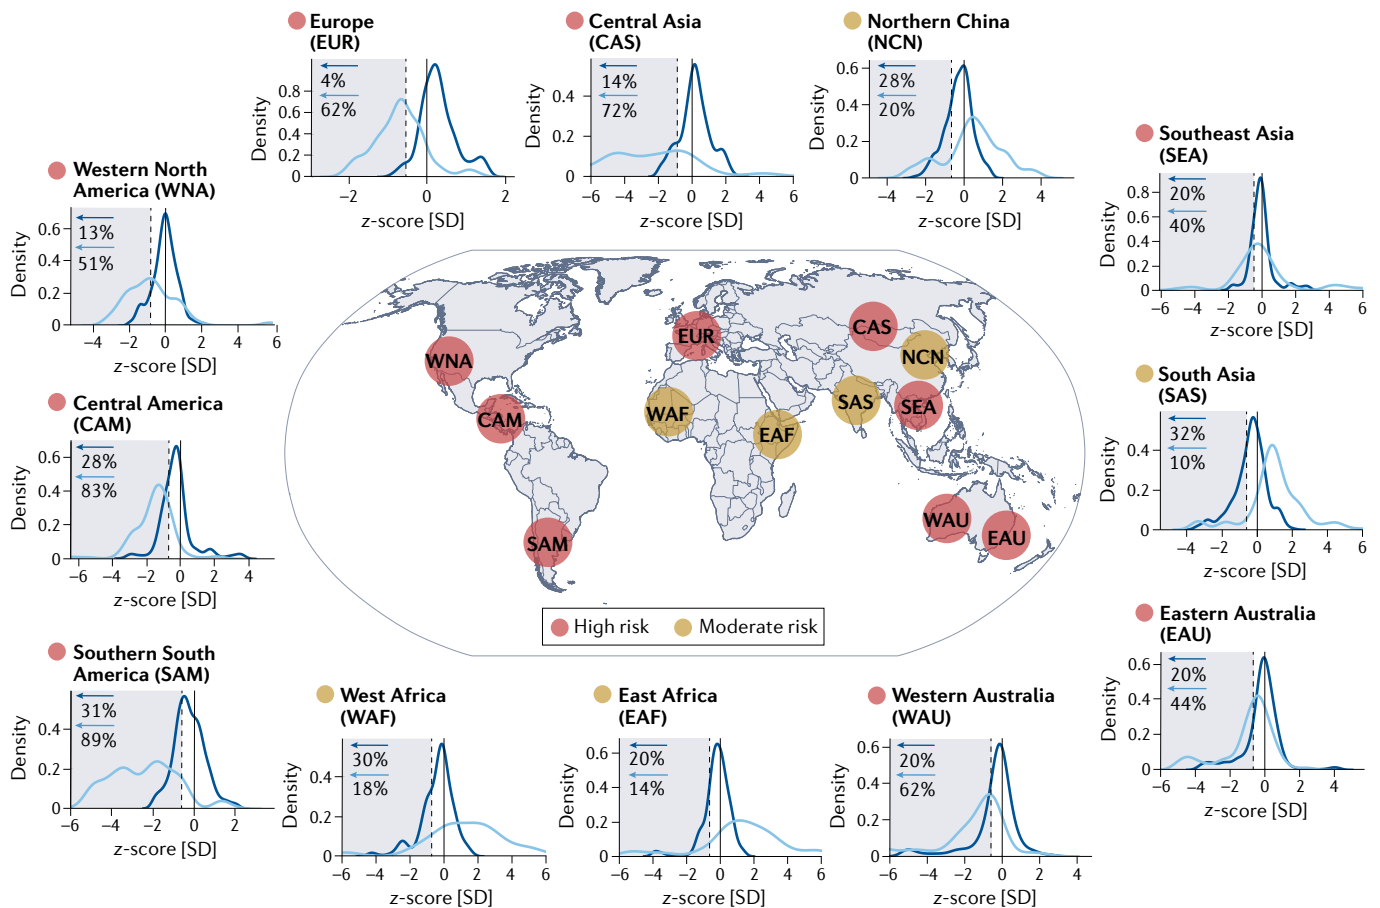 Europe
(EUR)
Density
0.8
0.6
0.4
0.2
0
4%
62%
−2
0
2
z-score [SD]
Central Asia
(CAS)
Density
0.4
0.2
0
14%
72%
−6
−4
−2
0
2
4
6
z-score [SD]
Northern China
(NCN)
Density
0.6
0.4
0.2
0
28%
20%
−4
−2
0
2
4
z-score [SD]
Western North
America (WNA)
Density
0.6
0.4
0.2
0
13%
51%
−4
−2
0
2
4
6
z-score [SD]
Southeast Asia
(SEA)
Density
0.8
0.6
0.4
0.2
0
20%
40%
−6
−4
−2
0
2
4
6
z-score [SD]
Central America
(CAM)
Density
0.6
0.4
0.2
0
28%
83%
−6
−4
−2
0
2
4
z-score [SD]
South Asia
(SAS)
Density
0.4
0.2
0
32%
10%
−4
−2
0
2
4
6
z-score [SD]
WNA
CAM
SAM
EUR
WAF
EAF
CAS
NCN
SAS
SEA
WAU
EAU
High risk
Moderate risk
Southern South
America (SAM)
Density
0.4
0.2
0
31%
89%
−6
−4
−2
0
2
z-score [SD]
West Africa
(WAF)
Density
0.4
0.2
0
30%
18%
−6
−4
−2
0
2
4
6
z-score [SD]
East Africa
(EAF)
Density
0.6
0.4
0.2
0
20%
14%
−6
−4
−2
0
2
4
6
z-score [SD]
Western Australia
(WAU)
Density
0.6
0.4
0.2
0
20%
62%
−6
−4
−2
0
2
4
z-score [SD]
Eastern Australia
(EAU)
Density
0.6
0.4
0.2
0
20%
44%
−6
−4
−2
0
2
4
z-score [SD]